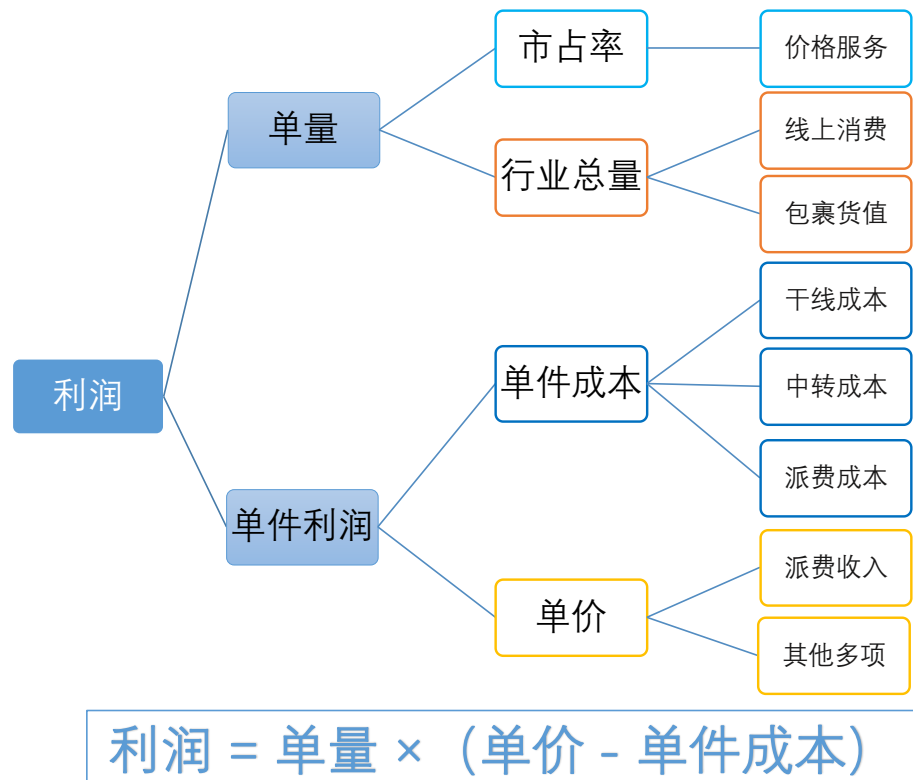 市占率
价格服务
单量
线上消费
行业总量
包裹货值
干线成本
利润
单件成本
中转成本
派费成本
单件利润
派费收入
单价
其他多项
利润 = 单量 ×（单价 - 单件成本）